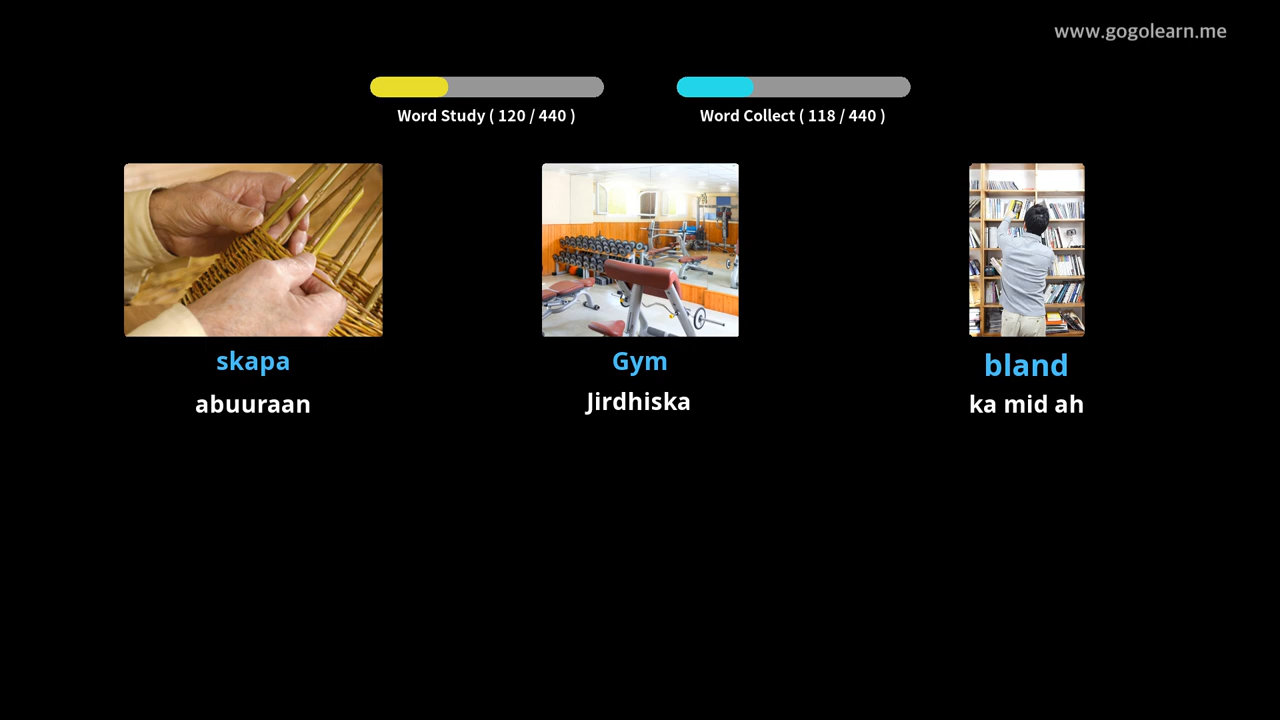 www.gogolearn.me
Word Study ( 120 / 440 )
Word Collect ( 118 / 440 )
skapa
abuuraan
Gym
Jirdhiska
bland
ka mid ah